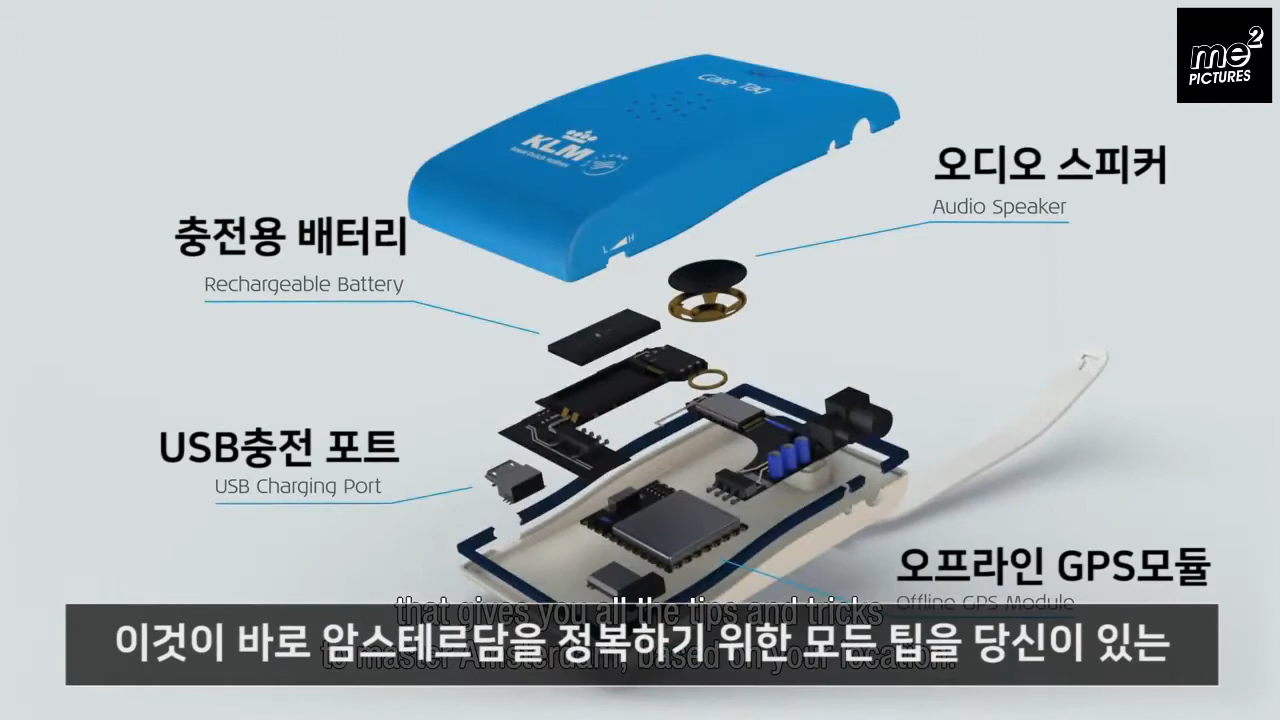 me2
PICTURES
Care Tag
KLM
Royal Dutch Airlines
L H
오디오 스피커
Audio Speaker
충전용 배터리
Rechargeable Battery
USB충전 포트
USB Charging Port
오프라인 GPS모듈
Offline GPS Module
that gives you all the tips and tricks
to master Amsterdam, based on your location.
이것이 바로 암스테르담을 정복하기 위한 모든 팁을 당신이 있는